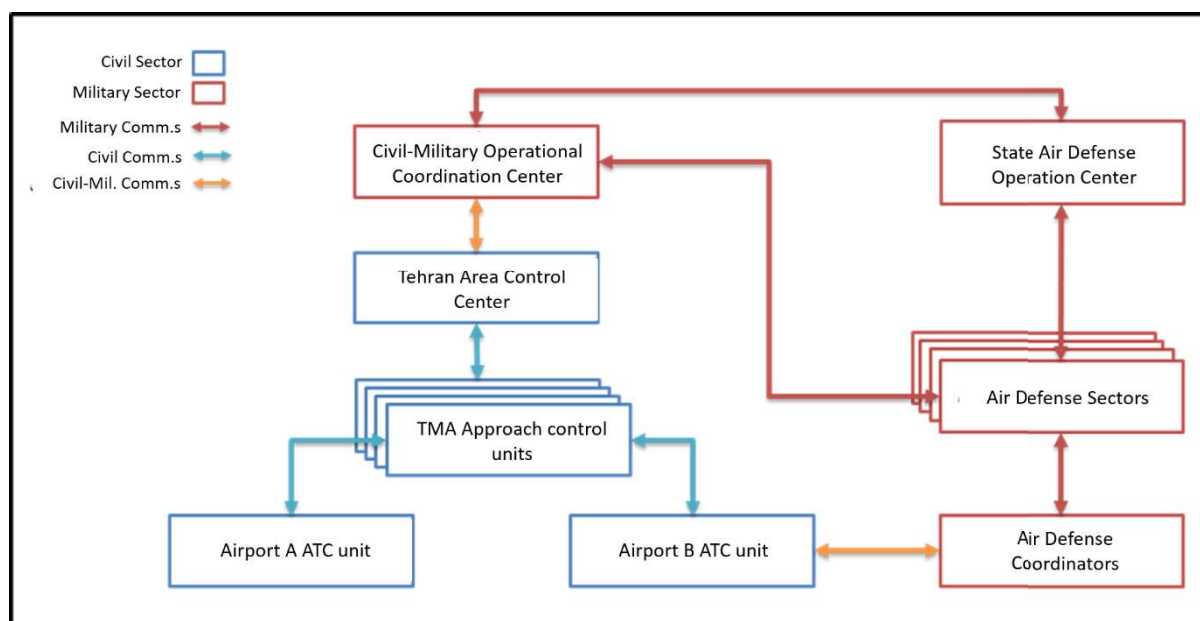 Civil Sector
Military Sector
Military Comm.s
Civil Comm.s
Civil-Mil. Comm.s
Civil-Military Operational
Coordination Center
State Air Defense
Operation Center
Tehran Area Control
Center
Air Defense Sectors
TMA Approach control
units
Airport A ATC unit
Airport B ATC unit
Air Defense
Coordinators